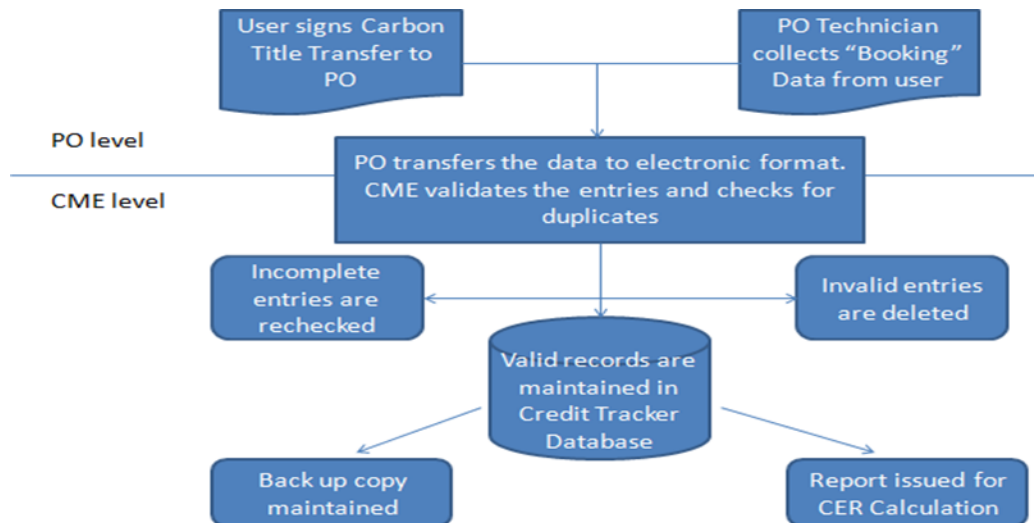 User signs Carbon
Title Transfer to
PO
PO Technician
collects “Booking”
Data from user
PO level
PO transfers the data to electronic format.
CME validates the entries and checks for
duplicates
CME level
Incomplete
entries are
rechecked
Invalid entries
are deleted
Valid records are
maintained in
Credit Tracker
Database
Back up copy
maintained
Report issued for
CER Calculation